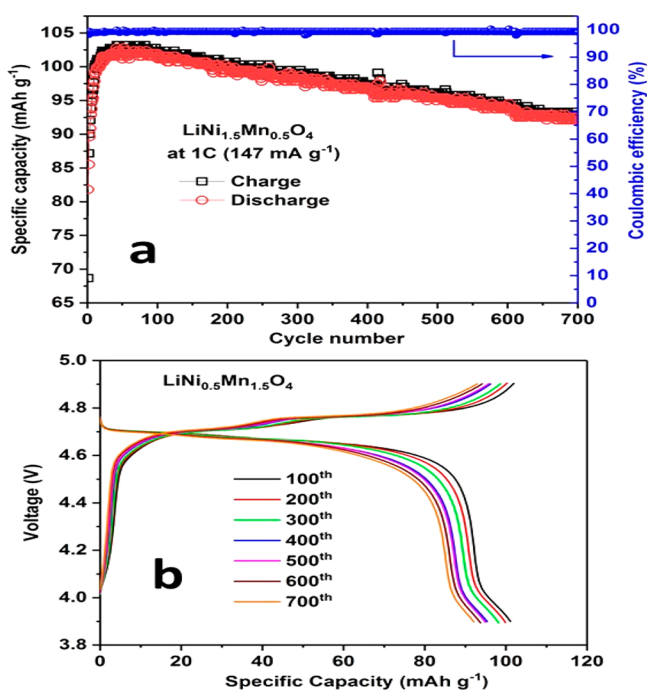 105
100
95
90
85
80
75
70
65
Specific capacity (mAh g⁻¹)
LiNi₁.₅Mn₀.₅O₄
at 1C (147 mA g⁻¹)
Charge
Discharge
a
100
90
80
70
60
50
40
30
20
10
0
Coulombic efficiency (%)
0 100 200 300 400 500 600 700
Cycle number
5.0
4.8
4.6
4.4
4.2
4.0
3.8
Voltage (V)
LiNi₀.₅Mn₁.₅O₄
100ᵗʰ
200ᵗʰ
300ᵗʰ
400ᵗʰ
500ᵗʰ
600ᵗʰ
700ᵗʰ
b
0 20 40 60 80 100 120
Specific Capacity (mAh g⁻¹)